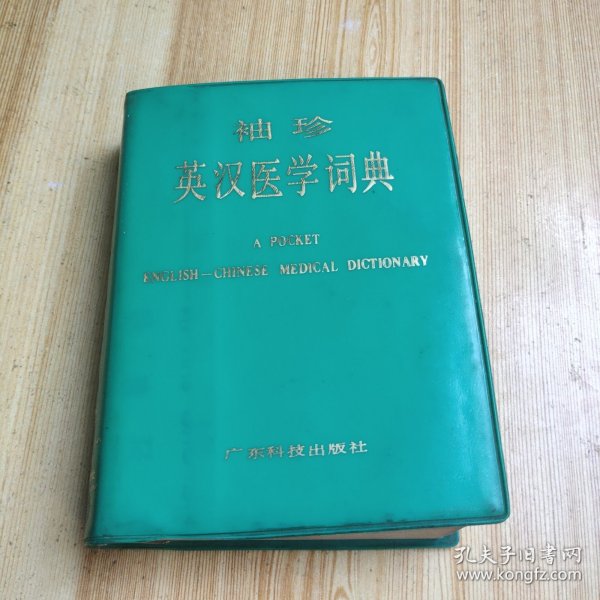 袖珍
英汉医学词典
A POCKET
ENGLISH—CHINESE MEDICAL DICTIONARY
广东科技出版社
孔夫子旧书网
www.kongfz.com